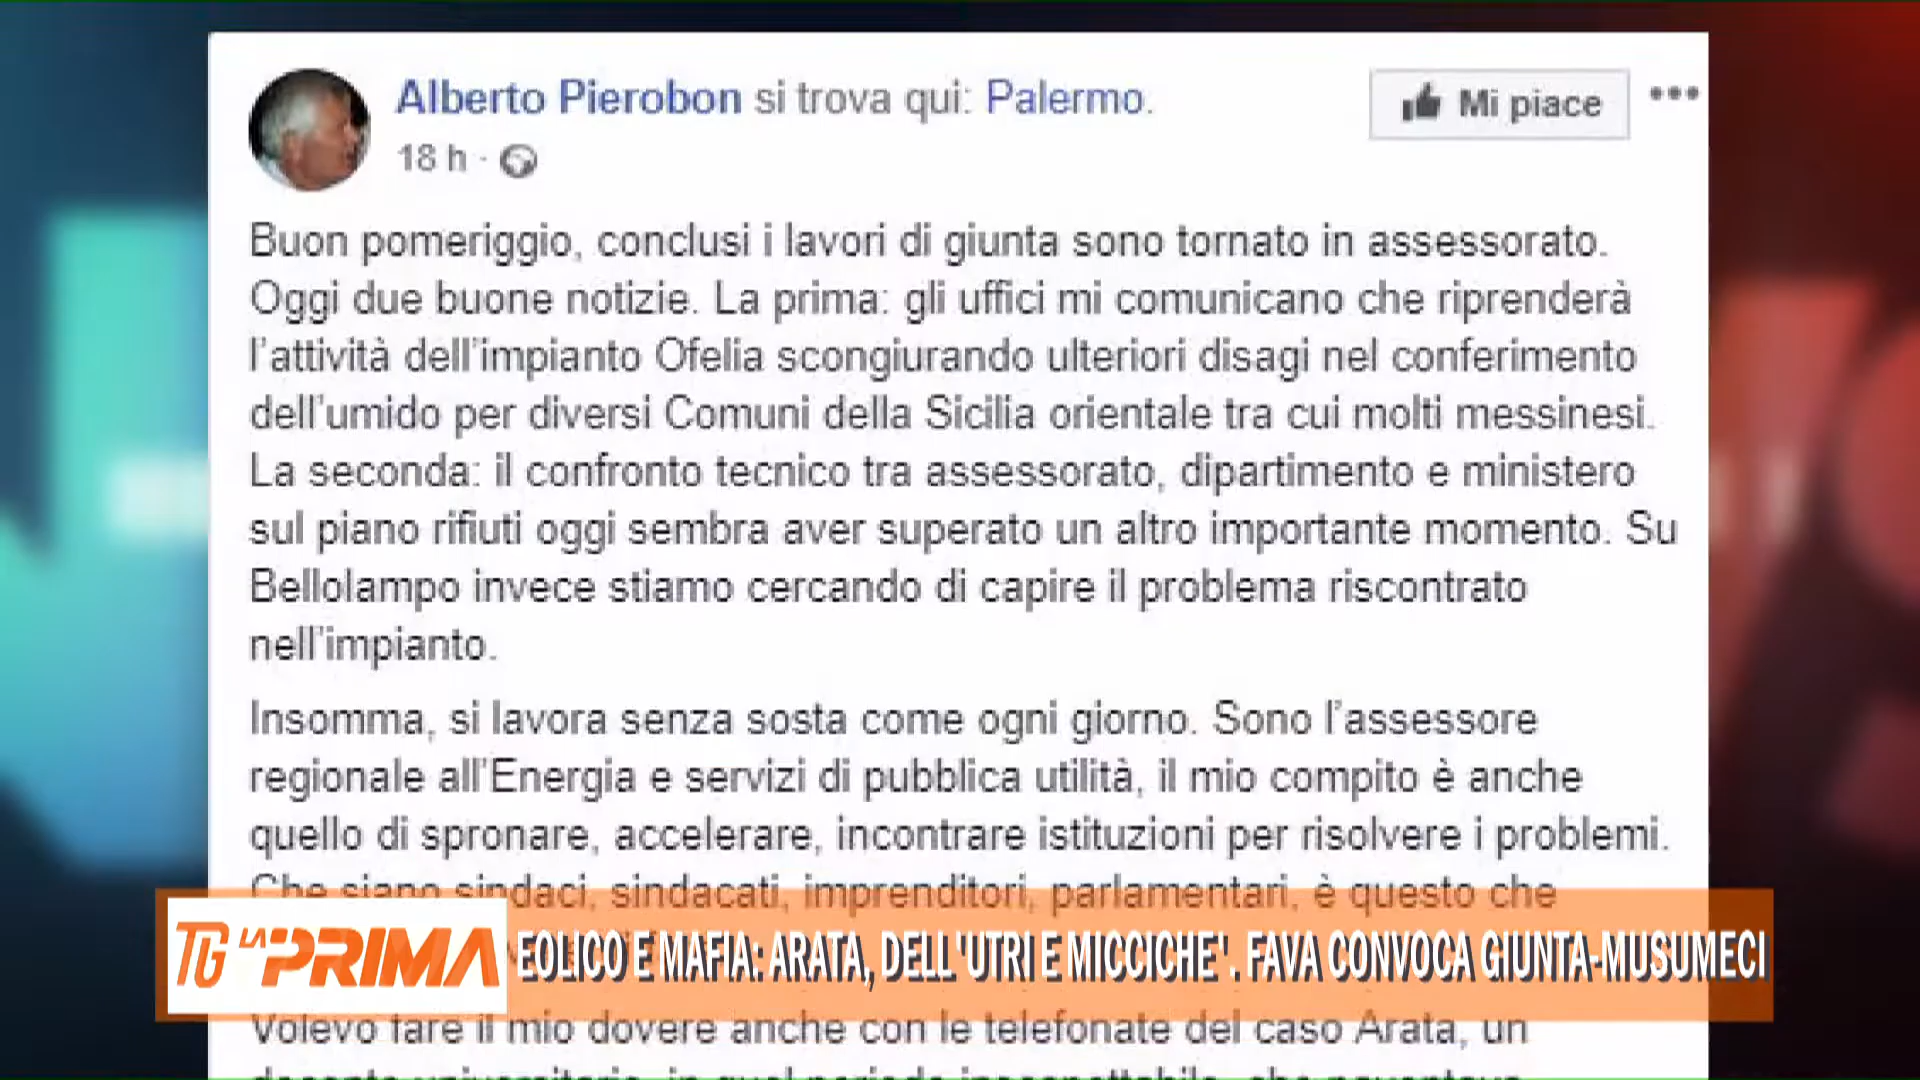 Alberto Pierobon si trova qui: Palermo.
Mi piace
18 h ·
Buon pomeriggio, conclusi i lavori di giunta sono tornato in assessorato.
Oggi due buone notizie. La prima: gli uffici mi comunicano che riprenderà
l'attività dell'impianto Ofelia scongiurando ulteriori disagi nel conferimento
dell'umido per diversi Comuni della Sicilia orientale tra cui molti messinesi.
La seconda: il confronto tecnico tra assessorato, dipartimento e ministero
sul piano rifiuti oggi sembra aver superato un altro importante momento. Su
Bellolampo invece stiamo cercando di capire il problema riscontrato
nell'impianto.
Insomma, si lavora senza sosta come ogni giorno. Sono l'assessore
regionale all'Energia e servizi di pubblica utilità, il mio compito è anche
quello di spronare, accelerare, incontrare istituzioni per risolvere i problemi.
Che siano sindaci, sindacati, imprenditori, parlamentari, è questo che
TG LA PRIMA
EOLICO E MAFIA: ARATA, DELL'UTRI E MICCICHE'. FAVA CONVOCA GIUNTA-MUSUMECI
Volevo fare il mio dovere anche con le telefonate del caso Arata, un